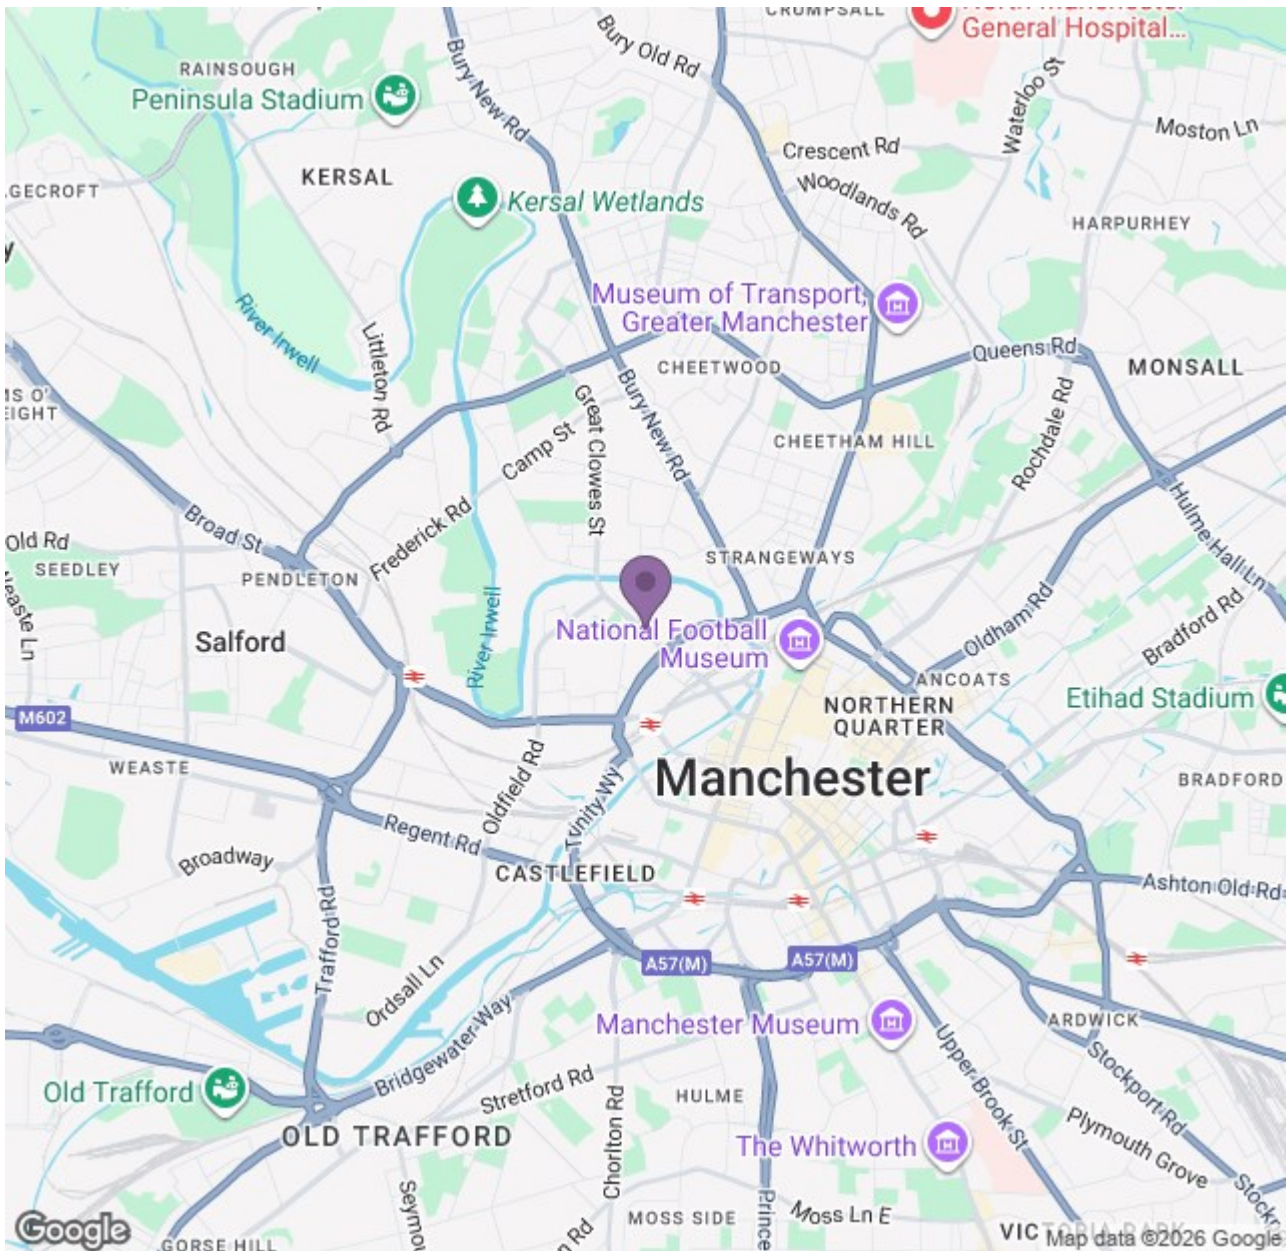 CRUMPSALL
North Manchester
General Hospital...
Bury Old Rd
Bury New Rd
RAINSOUGH
Peninsula Stadium
Waterloo St
Moston Ln
Crescent Rd
Woodlands Rd
KERSAL
Kersal Wetlands
HARPURHEY
River Irwell
Museum of Transport,
Greater Manchester
Littleton Rd
CHEETWOOD
Queens Rd
MONSALL
Great Clowes St
Bury New Rd
Camp St
CHEETHAM HILL
Rochdale Rd
Broad St
Frederick Rd
Hulme Hall Ln
Old Rd
SEEDLEY
PENDLETON
STRANGEWAYS
Oldham Rd
Bradford Rd
Salford
River Irwell
National Football
Museum
ANCOATS
Etihad Stadium
NORTHERN
QUARTER
M602
WEASTE
Oldfield Rd
Trinity Wy
Manchester
BRADFORD
Regent Rd
Broadway
CASTLEFIELD
Ashton Old Rd
Trafford Rd
A57(M)
A57(M)
Ordsall Ln
Bridgewater Way
Manchester Museum
ARDWICK
Upper Brook St
Stockport Rd
Old Trafford
Stretford Rd
HULME
Plymouth Grove
OLD TRAFFORD
Chorlton Rd
The Whitworth
MOSS SIDE
Moss Ln E
Google
GORSE HILL
Map data ©2026 Google